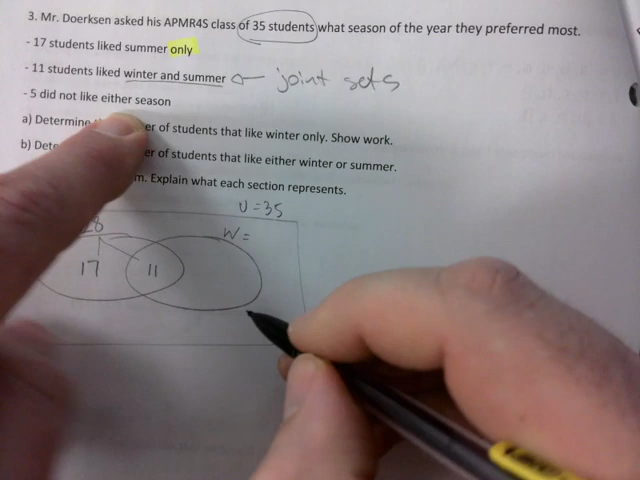 3. Mr. Doerksen asked his APMR4S class of 35 students what season of the year they preferred most.
- 17 students liked summer only
- 11 students liked winter and summer joint sets
- 5 did not like either season
a) Determine of students that like winter only. Show work.
b) of students that like either winter or summer.
Explain what each section represents.
U = 35
28 W =
17 11